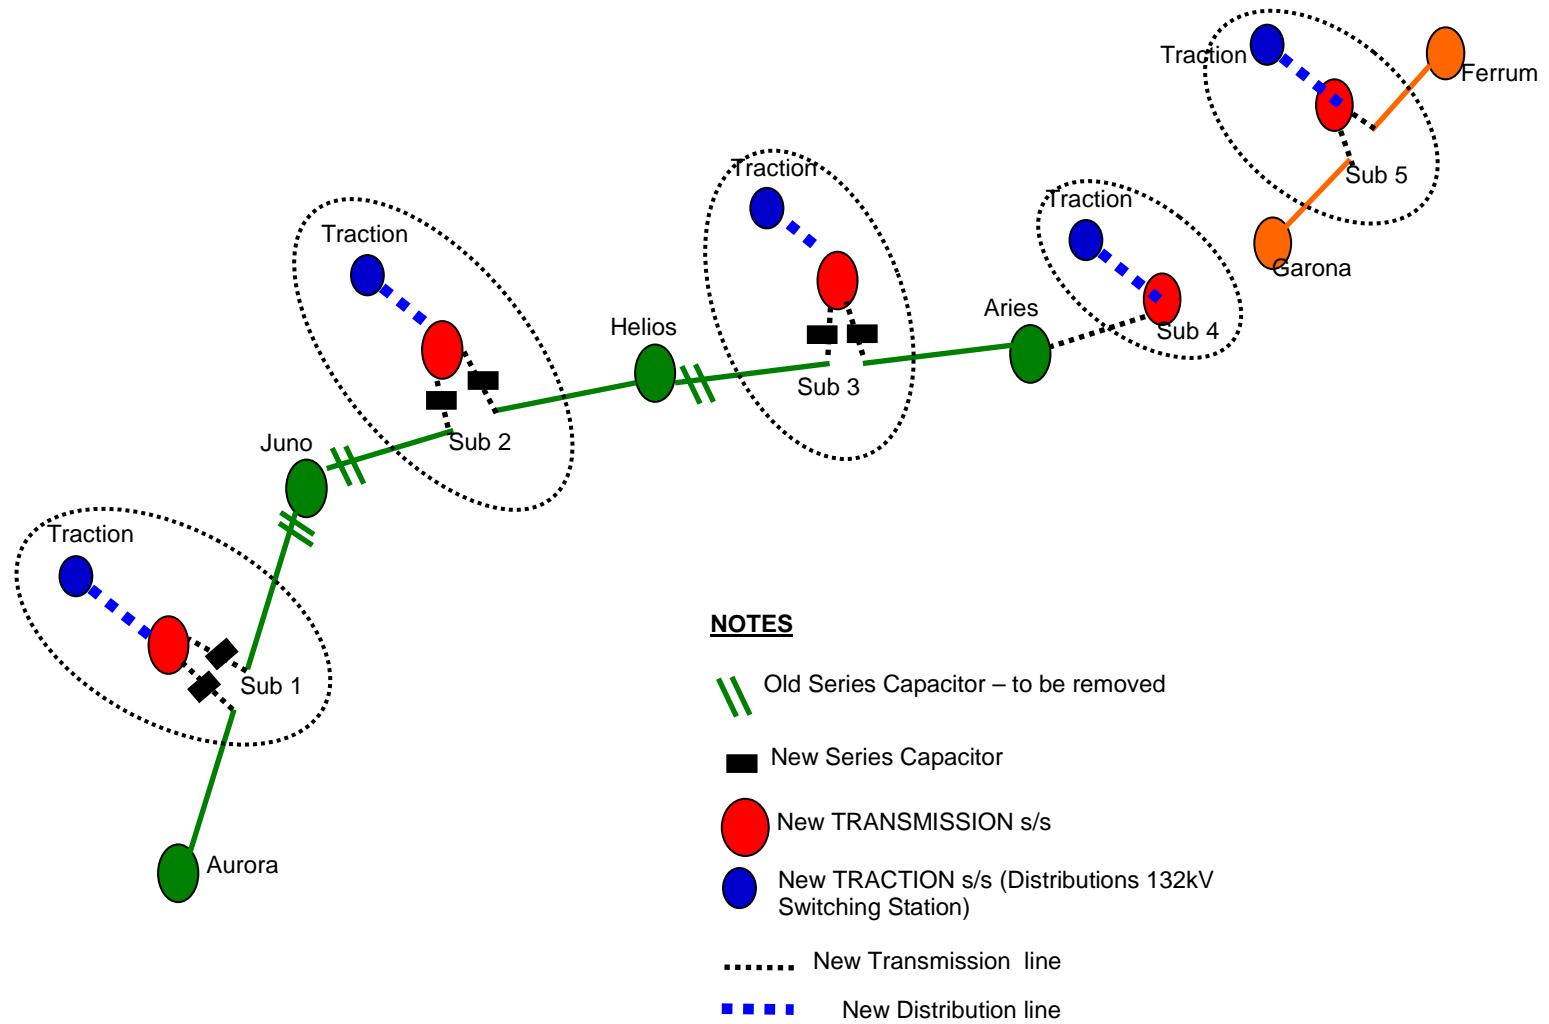 Traction
Ferrum
Sub 5
Traction
Traction
Garona
Traction
Helios
Aries
Sub 4
Sub 3
Juno
Sub 2
Traction
Sub 1
Aurora
NOTES
Old Series Capacitor – to be removed
New Series Capacitor
New TRANSMISSION s/s
New TRACTION s/s (Distributions 132kV
Switching Station)
New Transmission line
New Distribution line